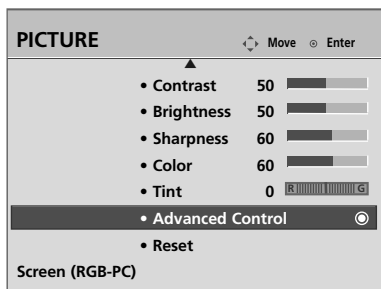 PICTURE Move Enter
• Contrast 50
• Brightness 50
• Sharpness 60
• Color 60
• Tint 0 R G
• Advanced Control
• Reset
Screen (RGB-PC)